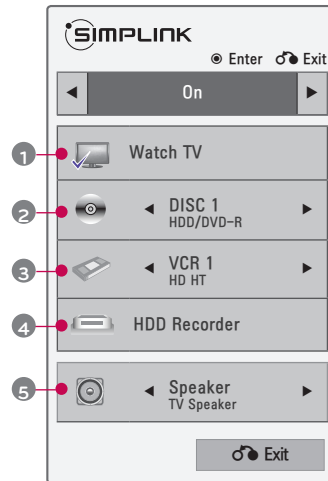 SIMPLINK
Enter Exit
On
1 Watch TV
2 DISC 1
HDD/DVD-R
3 VCR 1
HD HT
4 HDD Recorder
5 Speaker
TV Speaker
Exit